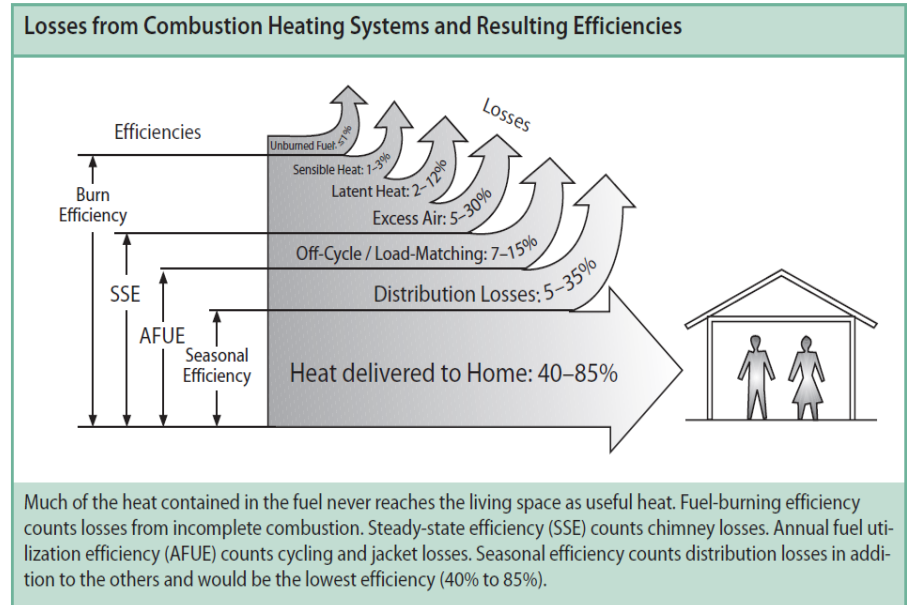 Losses from Combustion Heating Systems and Resulting Efficiencies
Efficiencies
Losses
Unburned Fuel: ≤1%
Sensible Heat: 1–3%
Burn
Efficiency
Latent Heat: 2–12%
Excess Air: 5–30%
Off-Cycle / Load-Matching: 7–15%
SSE
Distribution Losses: 5–35%
AFUE
Seasonal
Efficiency
Heat delivered to Home: 40–85%
Much of the heat contained in the fuel never reaches the living space as useful heat. Fuel-burning efficiency
counts losses from incomplete combustion. Steady-state efficiency (SSE) counts chimney losses. Annual fuel uti-
lization efficiency (AFUE) counts cycling and jacket losses. Seasonal efficiency counts distribution losses in addi-
tion to the others and would be the lowest efficiency (40% to 85%).